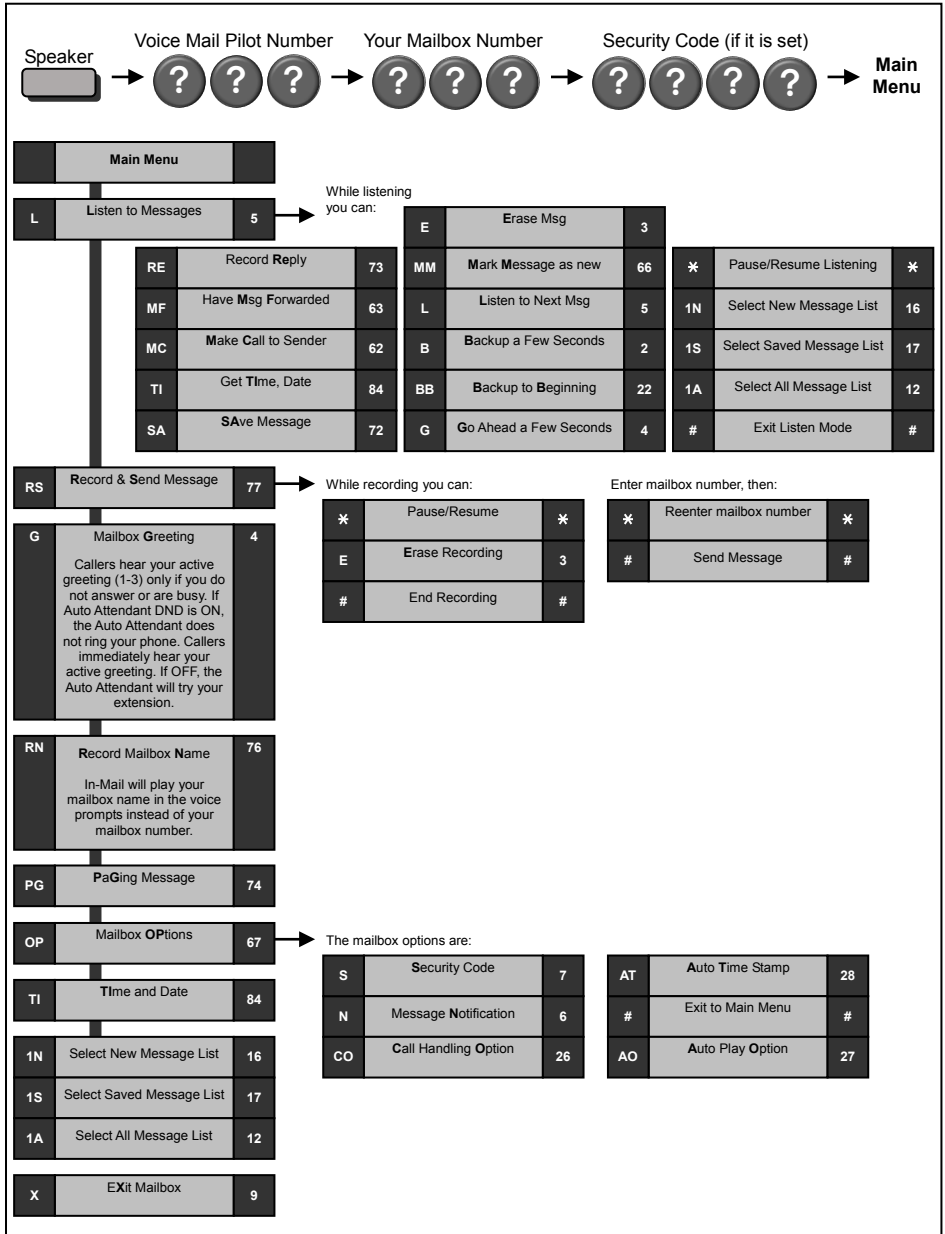 Speaker
Voice Mail Pilot Number
Your Mailbox Number
Security Code (if it is set)
? ? ?
? ? ?
? ? ? ?
Main
Menu
Main Menu
L Listen to Messages 5
While listening
you can:
RE Record Reply 73
MF Have Msg Forwarded 63
MC Make Call to Sender 62
TI Get TIme, Date 84
SA SAve Message 72
E Erase Msg 3
MM Mark Message as new 66
L Listen to Next Msg 5
B Backup a Few Seconds 2
BB Backup to Beginning 22
G Go Ahead a Few Seconds 4
* Pause/Resume Listening *
1N Select New Message List 16
1S Select Saved Message List 17
1A Select All Message List 12
# Exit Listen Mode #
RS Record & Send Message 77
While recording you can:
* Pause/Resume *
E Erase Recording 3
# End Recording #
Enter mailbox number, then:
* Reenter mailbox number *
# Send Message #
G Mailbox Greeting 4
Callers hear your active
greeting (1-3) only if you do
not answer or are busy. If
Auto Attendant DND is ON,
the Auto Attendant does
not ring your phone. Callers
immediately hear your
active greeting. If OFF, the
Auto Attendant will try your
extension.
RN Record Mailbox Name 76
In-Mail will play your
mailbox name in the voice
prompts instead of your
mailbox number.
PG PaGing Message 74
OP Mailbox OPtions 67
The mailbox options are:
S Security Code 7
N Message Notification 6
CO Call Handling Option 26
AT Auto Time Stamp 28
# Exit to Main Menu #
AO Auto Play Option 27
TI TIme and Date 84
1N Select New Message List 16
1S Select Saved Message List 17
1A Select All Message List 12
X EXit Mailbox 9